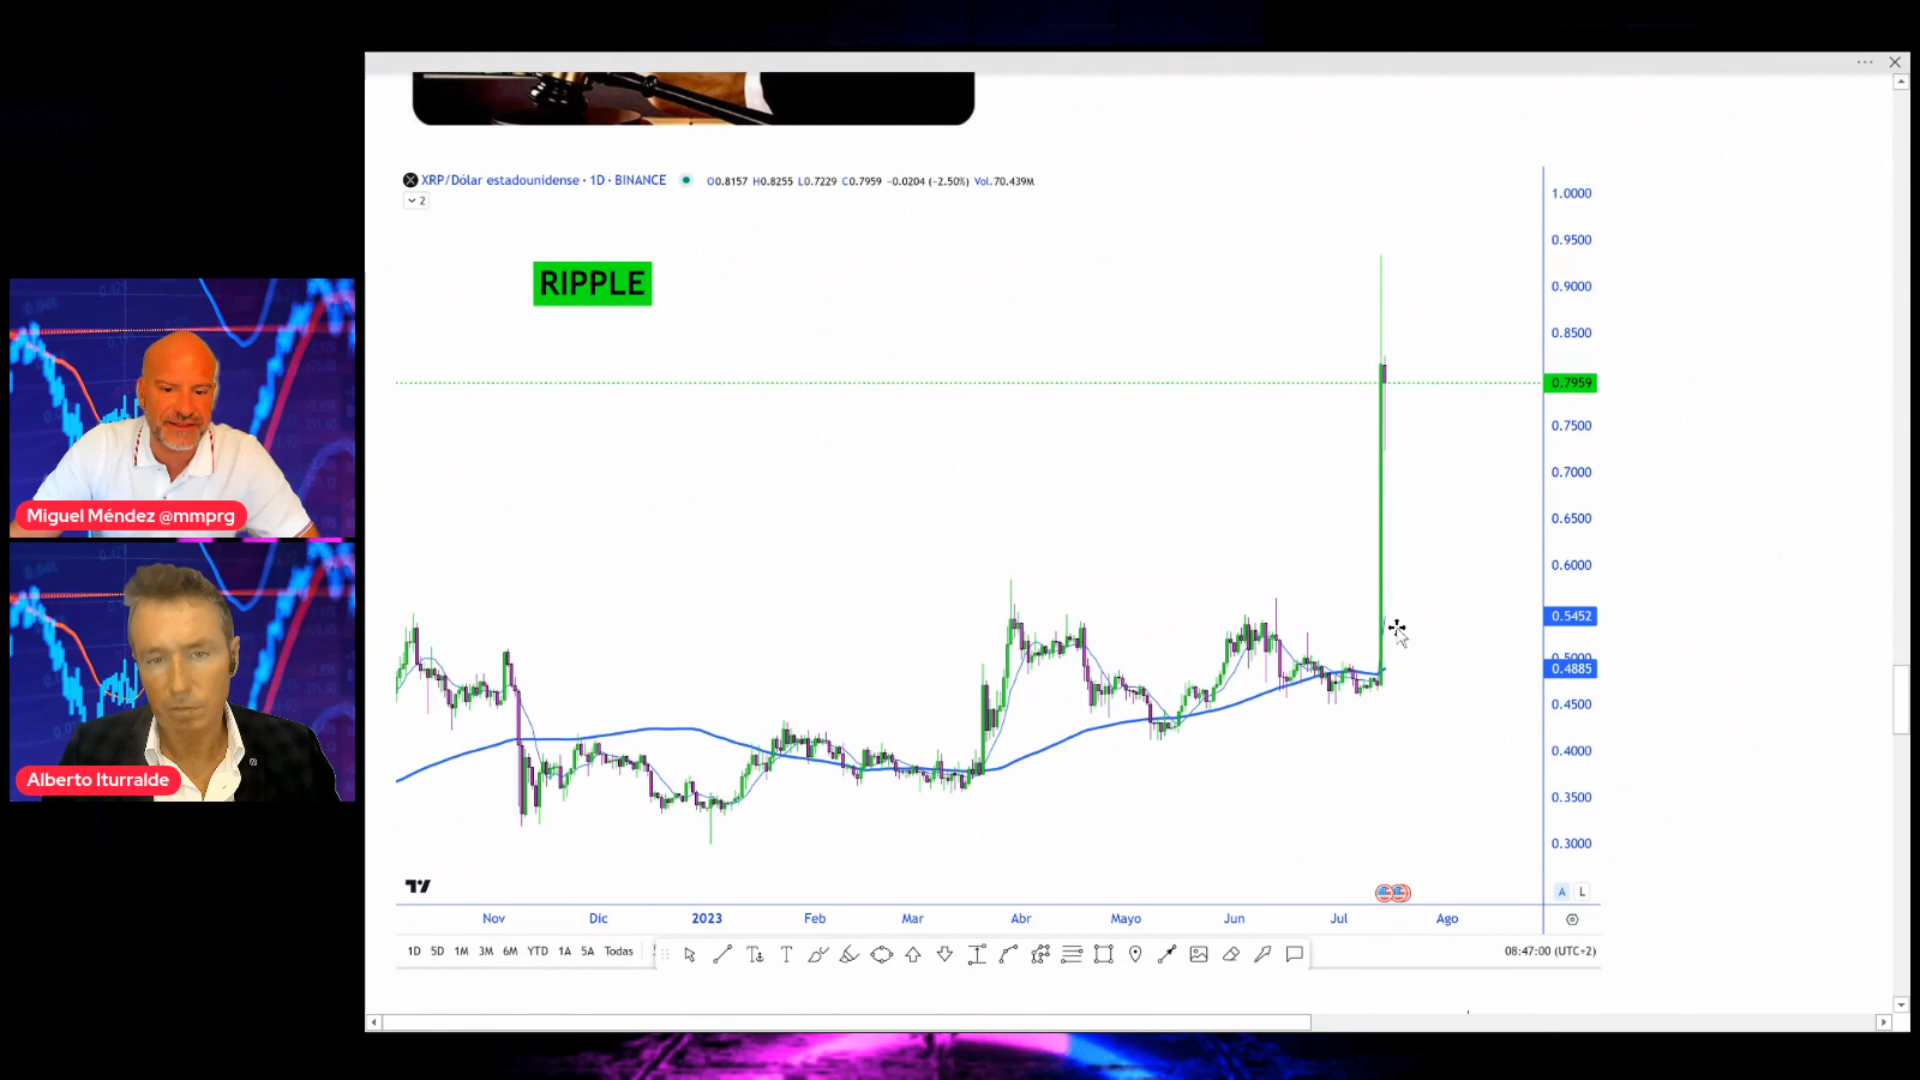 XRP/Dólar estadounidense · 1D · BINANCE
O0.8157 H0.8255 L0.7229 C0.7959 −0.0204 (−2.50%) Vol.70.439M
2
RIPPLE
1.0000
0.9500
0.9000
0.8500
0.7959
0.7500
0.7000
0.6500
0.6000
0.5452
0.5000
0.4885
0.4500
0.4000
0.3500
0.3000
A L
Nov Dic 2023 Feb Mar Abr Mayo Jun Jul Ago
1D 5D 1M 3M 6M YTD 1A 5A Todas
08:47:00 (UTC+2)
Miguel Méndez @mmprg
Alberto Iturralde